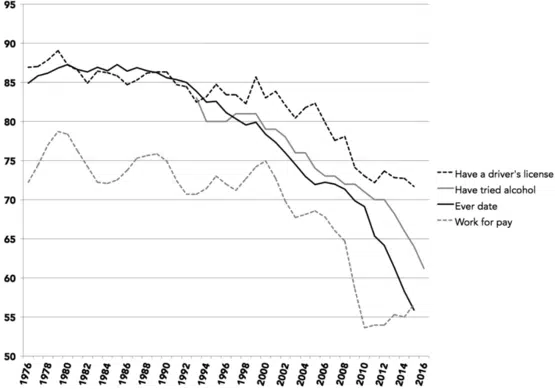 95
90
85
80
75
70
65
60
55
50
Have a driver's license
Have tried alcohol
Ever date
Work for pay
1976 1978 1980 1982 1984 1986 1988 1990 1992 1994 1996 1998 2000 2002 2004 2006 2008 2010 2012 2014 2016